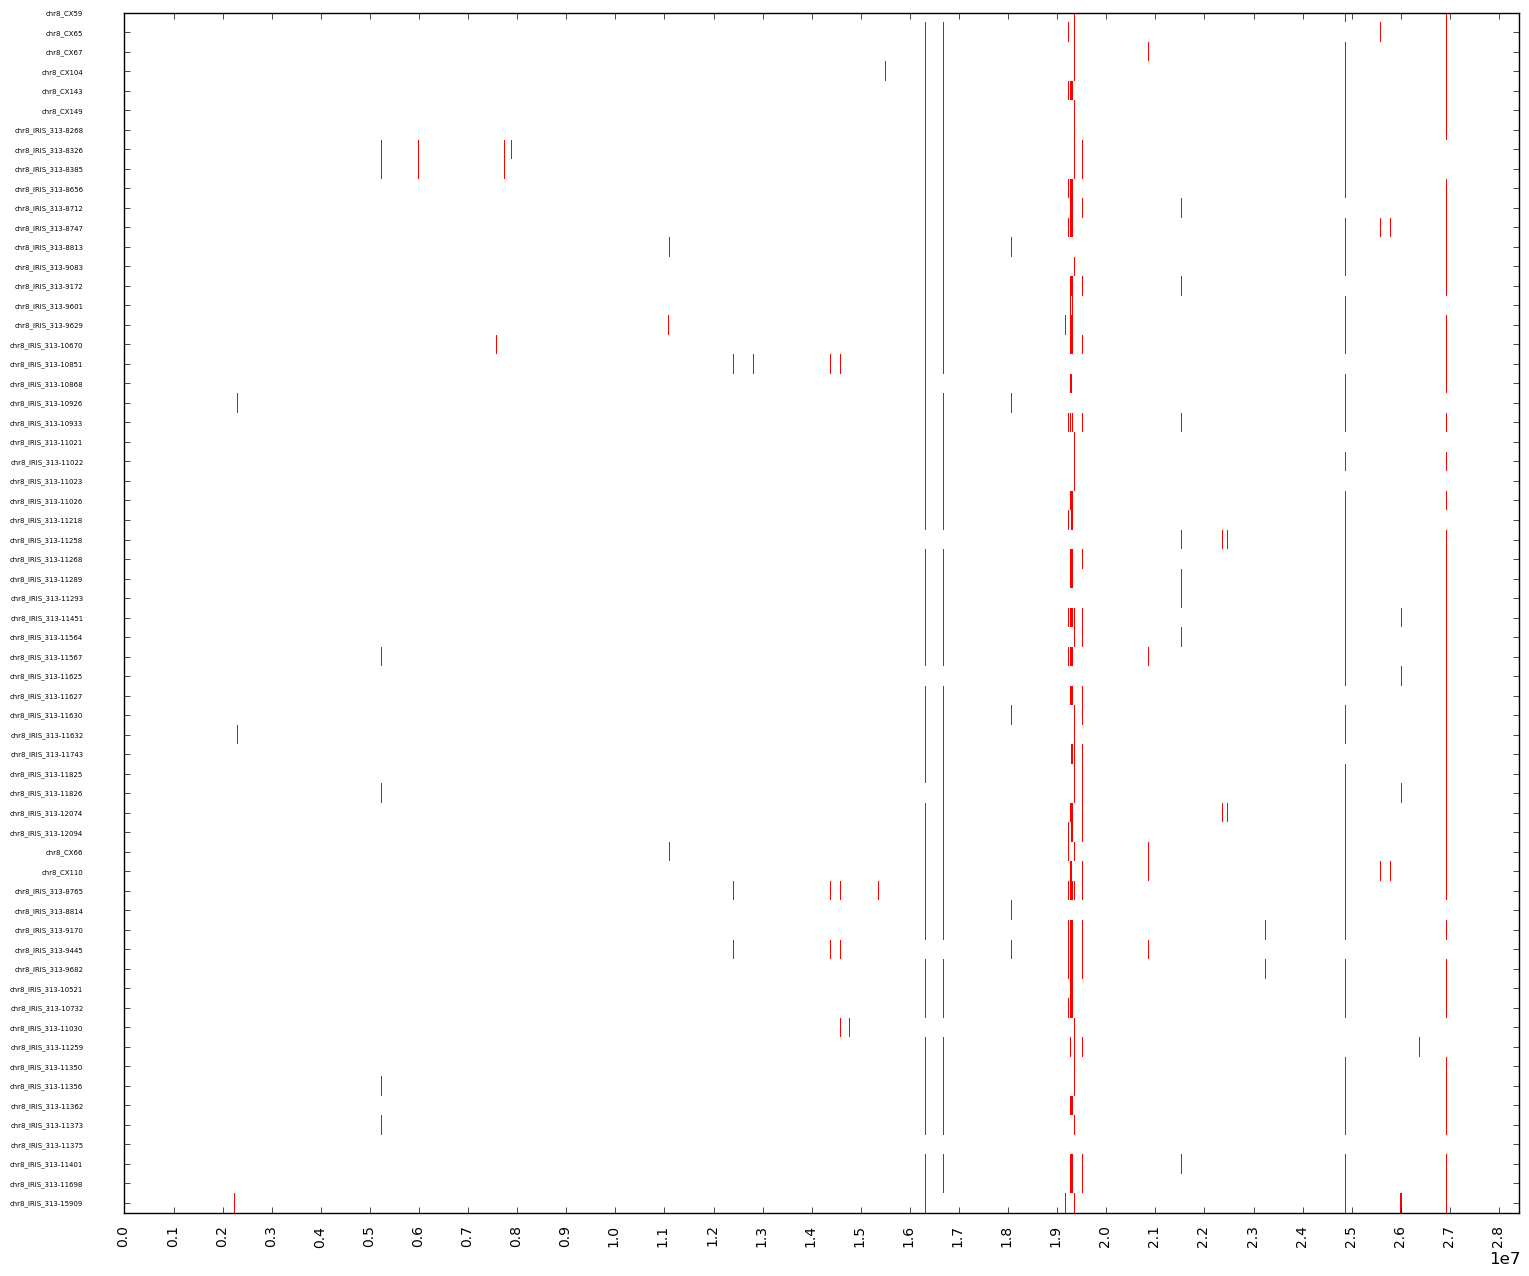 chr8_CX59
chr8_CX65
chr8_CX67
chr8_CX104
chr8_CX143
chr8_CX149
chr8_IRIS_313-8268
chr8_IRIS_313-8326
chr8_IRIS_313-8385
chr8_IRIS_313-8656
chr8_IRIS_313-8712
chr8_IRIS_313-8747
chr8_IRIS_313-8813
chr8_IRIS_313-9083
chr8_IRIS_313-9172
chr8_IRIS_313-9601
chr8_IRIS_313-9629
chr8_IRIS_313-10670
chr8_IRIS_313-10851
chr8_IRIS_313-10868
chr8_IRIS_313-10926
chr8_IRIS_313-10933
chr8_IRIS_313-11021
chr8_IRIS_313-11022
chr8_IRIS_313-11023
chr8_IRIS_313-11026
chr8_IRIS_313-11218
chr8_IRIS_313-11258
chr8_IRIS_313-11268
chr8_IRIS_313-11289
chr8_IRIS_313-11293
chr8_IRIS_313-11451
chr8_IRIS_313-11564
chr8_IRIS_313-11567
chr8_IRIS_313-11625
chr8_IRIS_313-11627
chr8_IRIS_313-11630
chr8_IRIS_313-11632
chr8_IRIS_313-11743
chr8_IRIS_313-11825
chr8_IRIS_313-11826
chr8_IRIS_313-12074
chr8_IRIS_313-12094
chr8_CX66
chr8_CX110
chr8_IRIS_313-8765
chr8_IRIS_313-8814
chr8_IRIS_313-9170
chr8_IRIS_313-9445
chr8_IRIS_313-9682
chr8_IRIS_313-10521
chr8_IRIS_313-10732
chr8_IRIS_313-11030
chr8_IRIS_313-11259
chr8_IRIS_313-11350
chr8_IRIS_313-11356
chr8_IRIS_313-11362
chr8_IRIS_313-11373
chr8_IRIS_313-11375
chr8_IRIS_313-11401
chr8_IRIS_313-11698
chr8_IRIS_313-15909
0.0 0.1 0.2 0.3 0.4 0.5 0.6 0.7 0.8 0.9 1.0 1.1 1.2 1.3 1.4 1.5 1.6 1.7 1.8 1.9 2.0 2.1 2.2 2.3 2.4 2.5 2.6 2.7 2.8
1e7